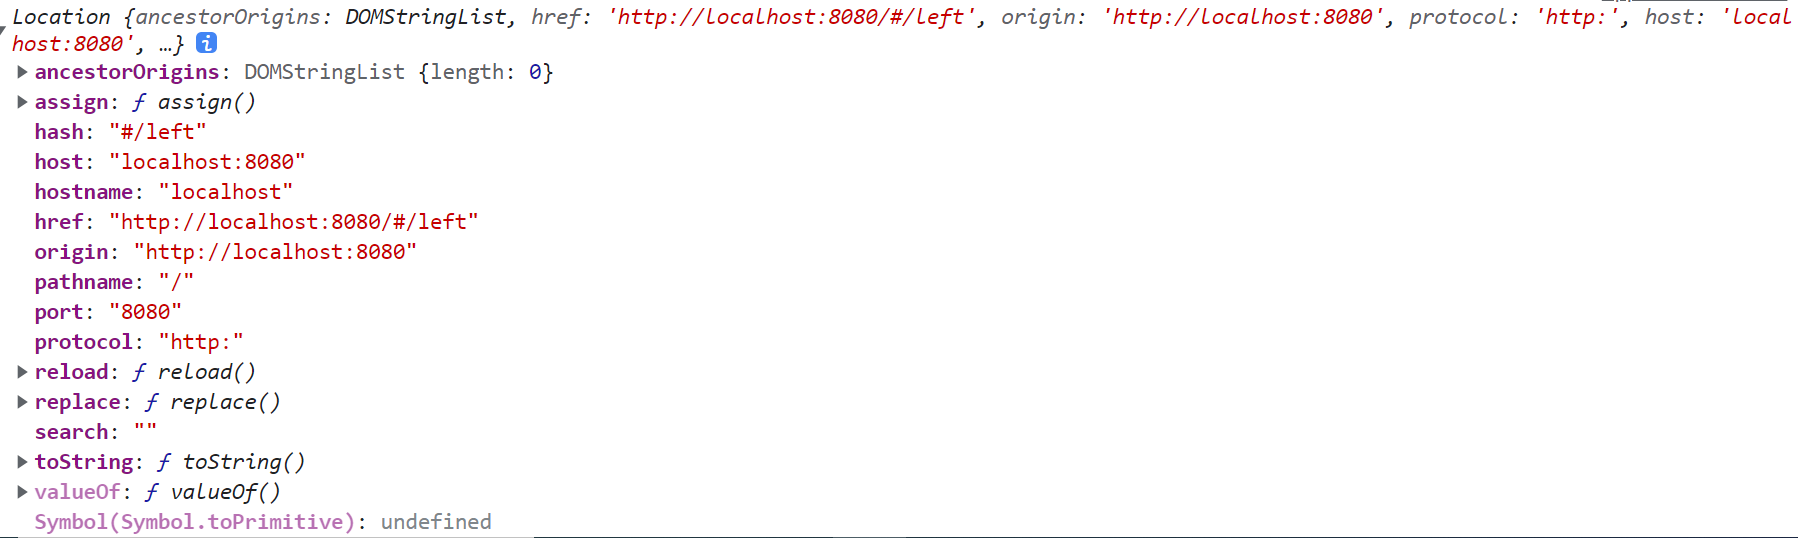 Location {ancestorOrigins: DOMStringList, href: 'http://localhost:8080/#/left', origin: 'http://localhost:8080', protocol: 'http:', host: 'local
host:8080', …} i
ancestorOrigins: DOMStringList {length: 0}
assign: ƒ assign()
hash: "#/left"
host: "localhost:8080"
hostname: "localhost"
href: "http://localhost:8080/#/left"
origin: "http://localhost:8080"
pathname: "/"
port: "8080"
protocol: "http:"
reload: ƒ reload()
replace: ƒ replace()
search: ""
toString: ƒ toString()
valueOf: ƒ valueOf()
Symbol(Symbol.toPrimitive): undefined